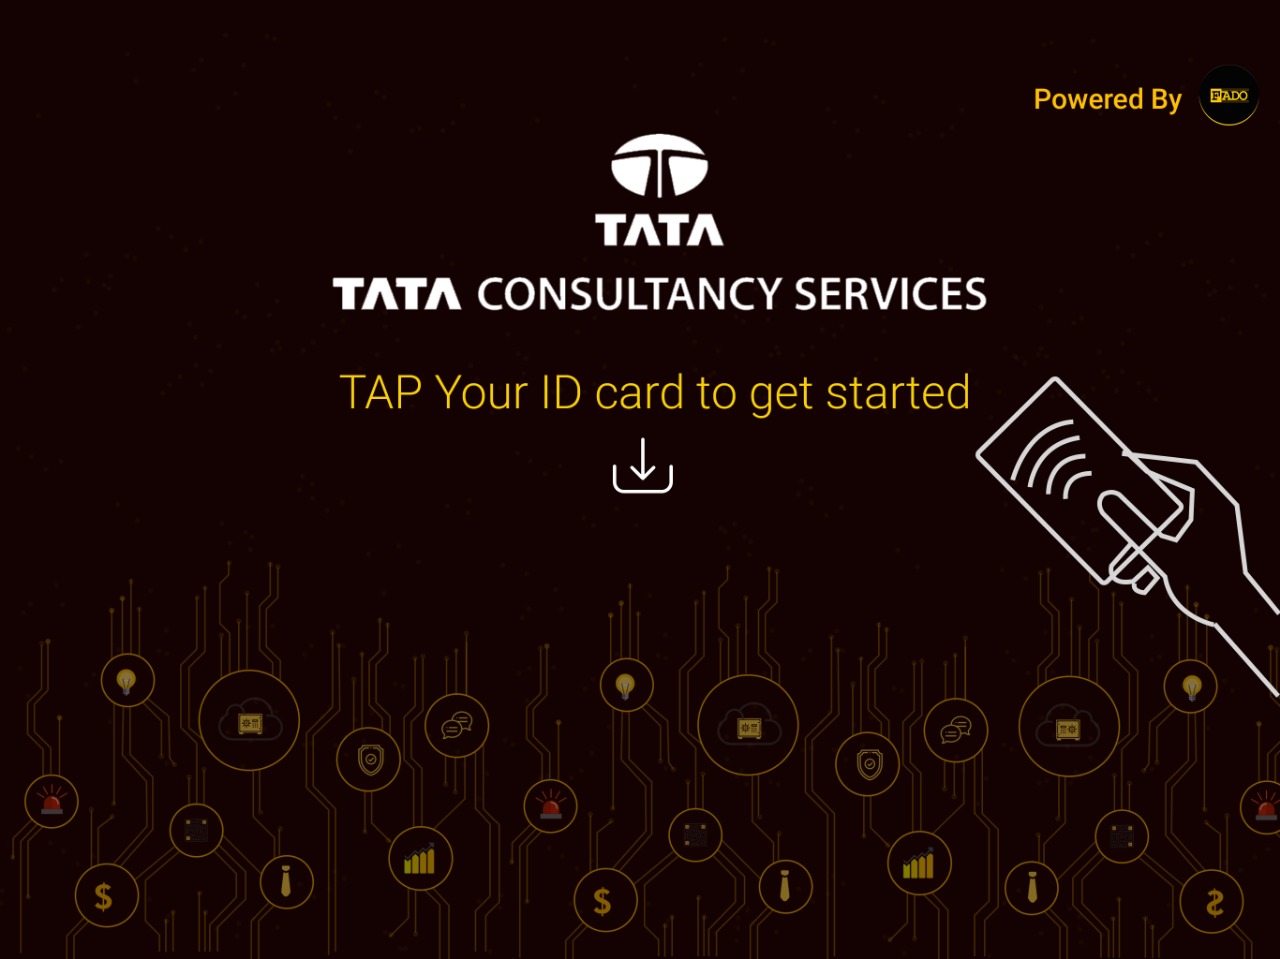 Powered By
TATA
TATA CONSULTANCY SERVICES
TAP Your ID card to get started
$
$